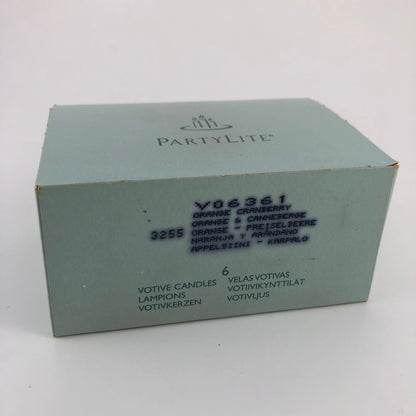 PARTYLITE®
V06361
ORANGE CRANBERRY
ORANGE & CANNEBERGE
3255 ORANGE - PREISELBEERE
NARANJA Y ARANDANO
APPELSIINI - KARPALO
6
VOTIVE CANDLES VELAS VOTIVAS
LAMPIONS VOTIIVIKYNTTILÄT
VOTIVKERZEN VOTIVLJUS